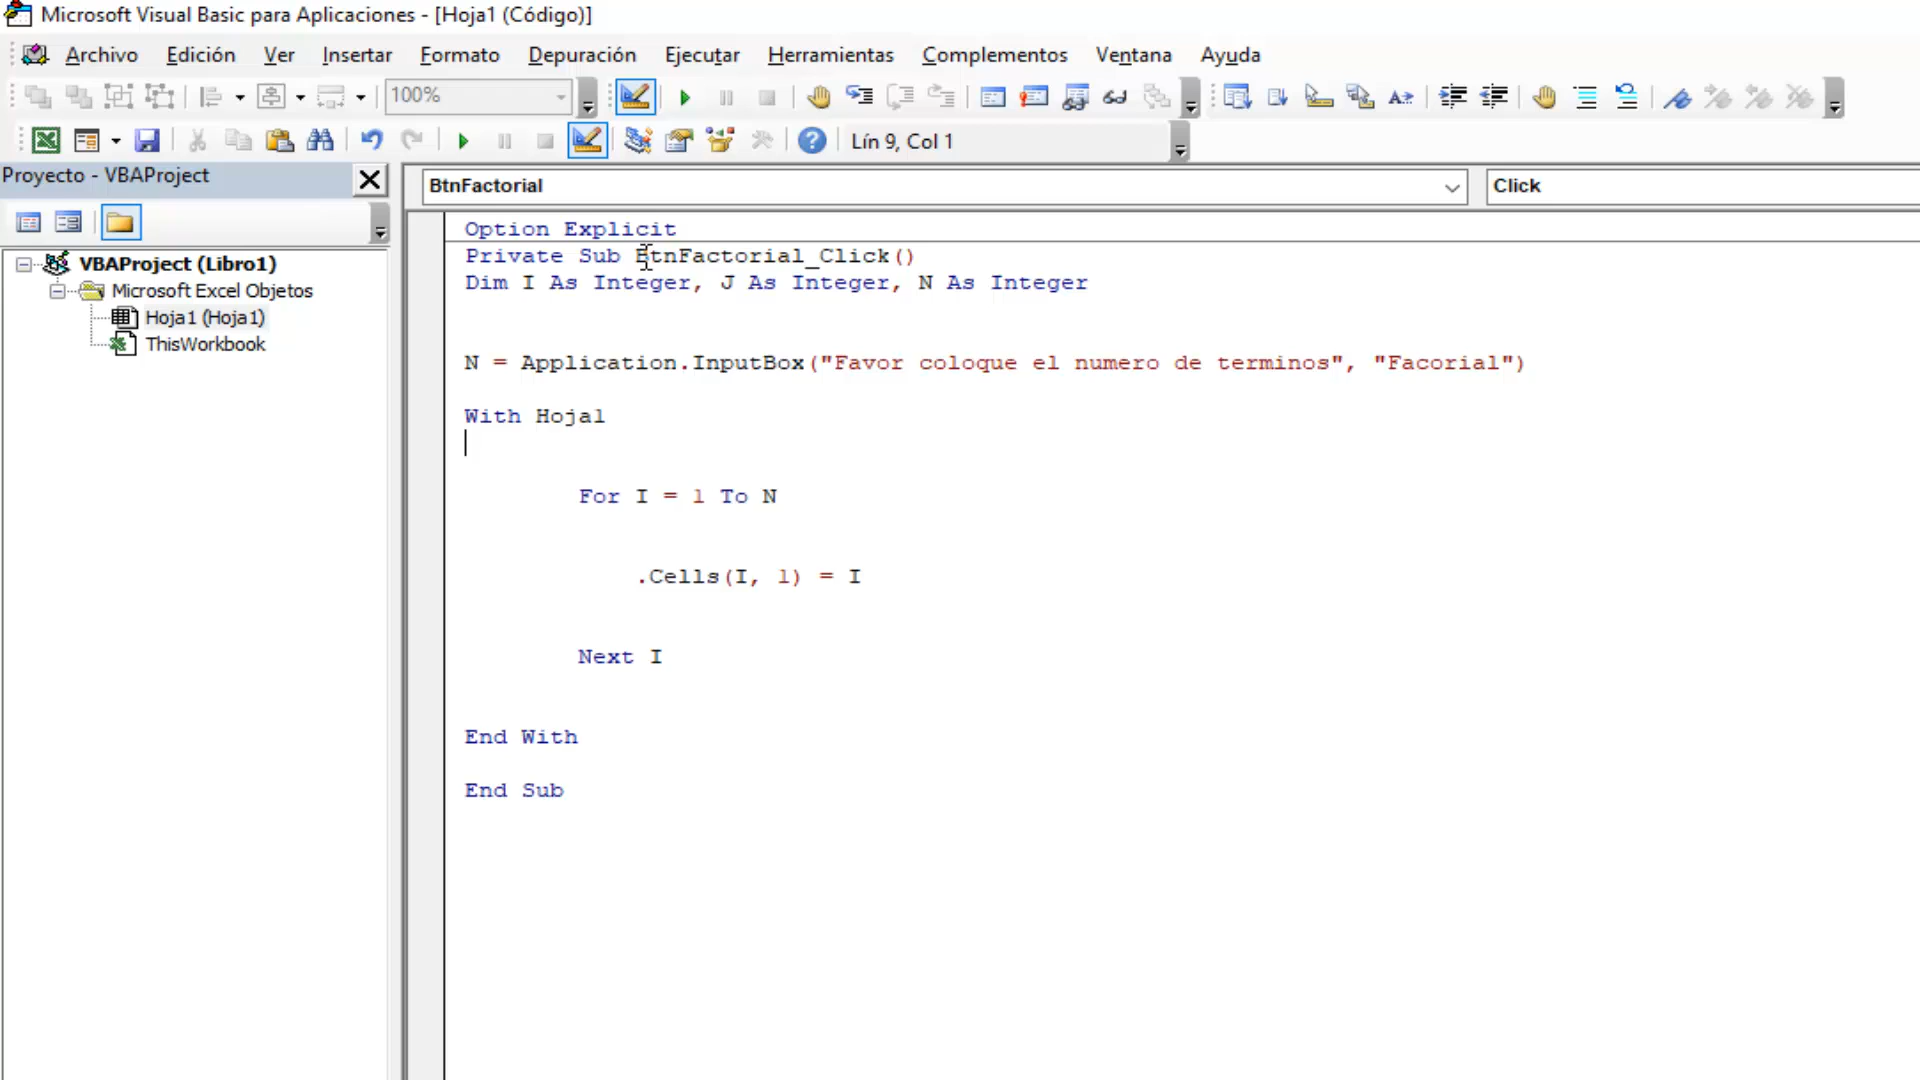 Microsoft Visual Basic para Aplicaciones - [Hoja1 (Código)]
Archivo Edición Ver Insertar Formato Depuración Ejecutar Herramientas Complementos Ventana Ayuda
100%
Lín 9, Col 1
Proyecto - VBAProject
BtnFactorial
Click
VBAProject (Libro1)
Microsoft Excel Objetos
Hoja1 (Hoja1)
ThisWorkbook
Option Explicit
Private Sub BtnFactorial_Click()
Dim I As Integer, J As Integer, N As Integer
N = Application.InputBox("Favor coloque el numero de terminos", "Facorial")
With Hoja1
For I = 1 To N
.Cells(I, 1) = I
Next I
End With
End Sub